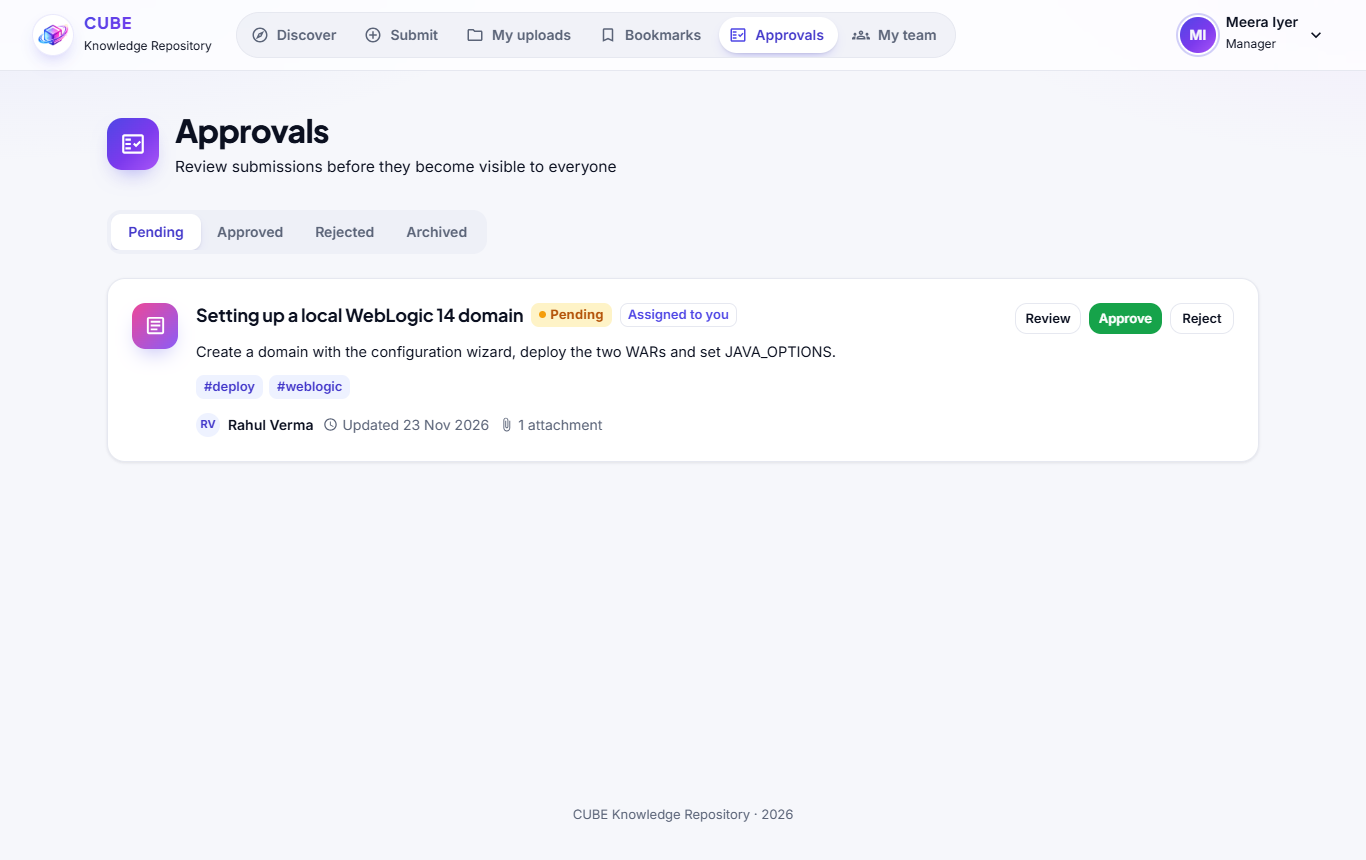 CUBE
Knowledge Repository
Discover
Submit
My uploads
Bookmarks
Approvals
My team
MI
Meera Iyer
Manager
Approvals
Review submissions before they become visible to everyone
Pending
Approved
Rejected
Archived
Setting up a local WebLogic 14 domain
Pending
Assigned to you
Review
Approve
Reject
Create a domain with the configuration wizard, deploy the two WARs and set JAVA_OPTIONS.
#deploy
#weblogic
RV
Rahul Verma
Updated 23 Nov 2026
1 attachment
CUBE Knowledge Repository · 2026